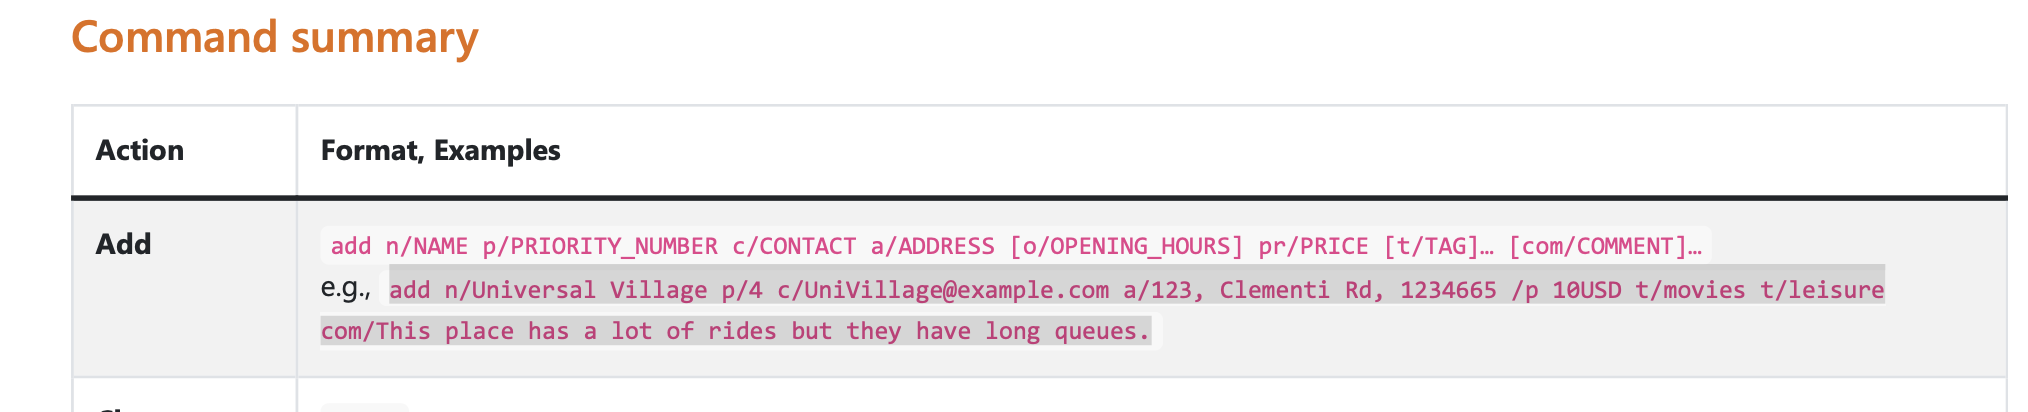 Command summary
Action Format, Examples
Add add n/NAME p/PRIORITY_NUMBER c/CONTACT a/ADDRESS [o/OPENING_HOURS] pr/PRICE [t/TAG]… [com/COMMENT]…
e.g., add n/Universal Village p/4 c/UniVillage@example.com a/123, Clementi Rd, 1234665 /p 10USD t/movies t/leisure
com/This place has a lot of rides but they have long queues.